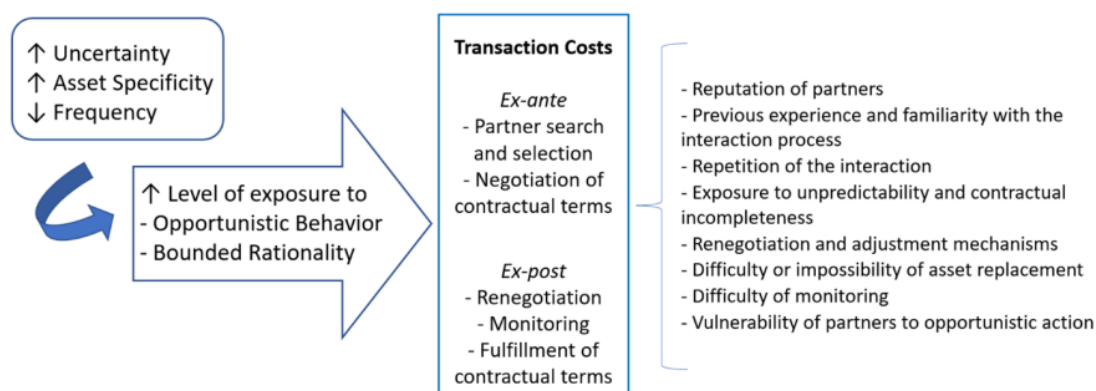 ↑ Uncertainty
↑ Asset Specificity
↓ Frequency
↑ Level of exposure to
- Opportunistic Behavior
- Bounded Rationality
Transaction Costs
Ex-ante
- Partner search
and selection
- Negotiation of
contractual terms
Ex-post
- Renegotiation
- Monitoring
- Fulfillment of
contractual terms
- Reputation of partners
- Previous experience and familiarity with the
interaction process
- Repetition of the interaction
- Exposure to unpredictability and contractual
incompleteness
- Renegotiation and adjustment mechanisms
- Difficulty or impossibility of asset replacement
- Difficulty of monitoring
- Vulnerability of partners to opportunistic action